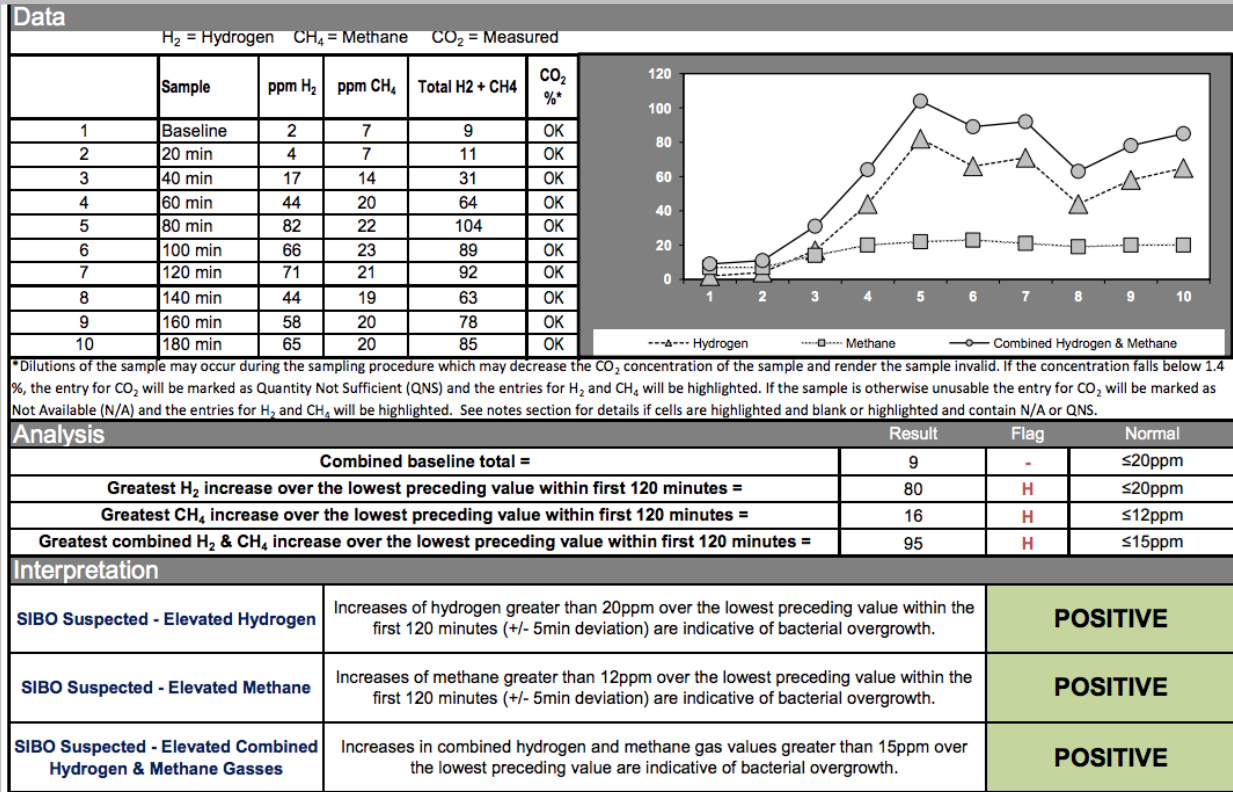 Data
H₂ = Hydrogen CH₄ = Methane CO₂ = Measured
Sample ppm H₂ ppm CH₄ Total H2 + CH4 CO₂ %*
1 Baseline 2 7 9 OK
2 20 min 4 7 11 OK
3 40 min 17 14 31 OK
4 60 min 44 20 64 OK
5 80 min 82 22 104 OK
6 100 min 66 23 89 OK
7 120 min 71 21 92 OK
8 140 min 44 19 63 OK
9 160 min 58 20 78 OK
10 180 min 65 20 85 OK
120
100
80
60
40
20
0
1 2 3 4 5 6 7 8 9 10
Hydrogen Methane Combined Hydrogen & Methane
*Dilutions of the sample may occur during the sampling procedure which may decrease the CO₂ concentration of the sample and render the sample invalid. If the concentration falls below 1.4
%, the entry for CO₂ will be marked as Quantity Not Sufficient (QNS) and the entries for H₂ and CH₄ will be highlighted. If the sample is otherwise unusable the entry for CO₂ will be marked as
Not Available (N/A) and the entries for H₂ and CH₄ will be highlighted. See notes section for details if cells are highlighted and blank or highlighted and contain N/A or QNS.
Analysis Result Flag Normal
Combined baseline total = 9 - ≤20ppm
Greatest H₂ increase over the lowest preceding value within first 120 minutes = 80 H ≤20ppm
Greatest CH₄ increase over the lowest preceding value within first 120 minutes = 16 H ≤12ppm
Greatest combined H₂ & CH₄ increase over the lowest preceding value within first 120 minutes = 95 H ≤15ppm
Interpretation
SIBO Suspected - Elevated Hydrogen
Increases of hydrogen greater than 20ppm over the lowest preceding value within the
first 120 minutes (+/- 5min deviation) are indicative of bacterial overgrowth.
POSITIVE
SIBO Suspected - Elevated Methane
Increases of methane greater than 12ppm over the lowest preceding value within the
first 120 minutes (+/- 5min deviation) are indicative of bacterial overgrowth.
POSITIVE
SIBO Suspected - Elevated Combined
Hydrogen & Methane Gasses
Increases in combined hydrogen and methane gas values greater than 15ppm over
the lowest preceding value are indicative of bacterial overgrowth.
POSITIVE